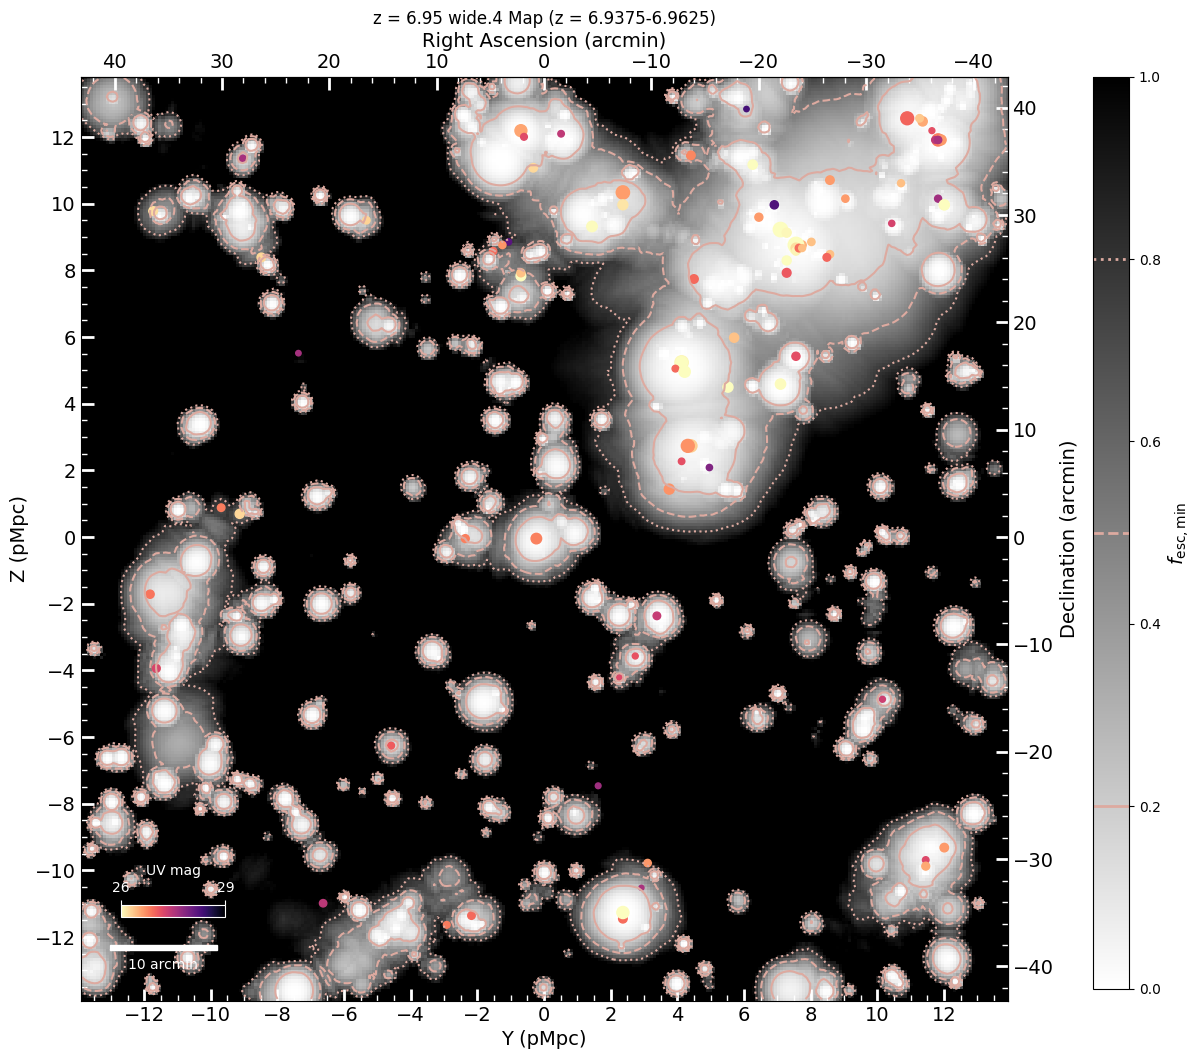 z = 6.95 wide.4 Map (z = 6.9375-6.9625)
Right Ascension (arcmin)
40 30 20 10 0 −10 −20 −30 −40
12
10
8
6
4
2
0
−2
−4
−6
−8
−10
−12
Z (pMpc)
UV mag
26 29
10 arcmin
−12 −10 −8 −6 −4 −2 0 2 4 6 8 10 12
Y (pMpc)
40
30
20
10
0
−10
−20
−30
−40
Declination (arcmin)
1.0
0.8
0.6
0.4
0.2
0.0
fesc, min